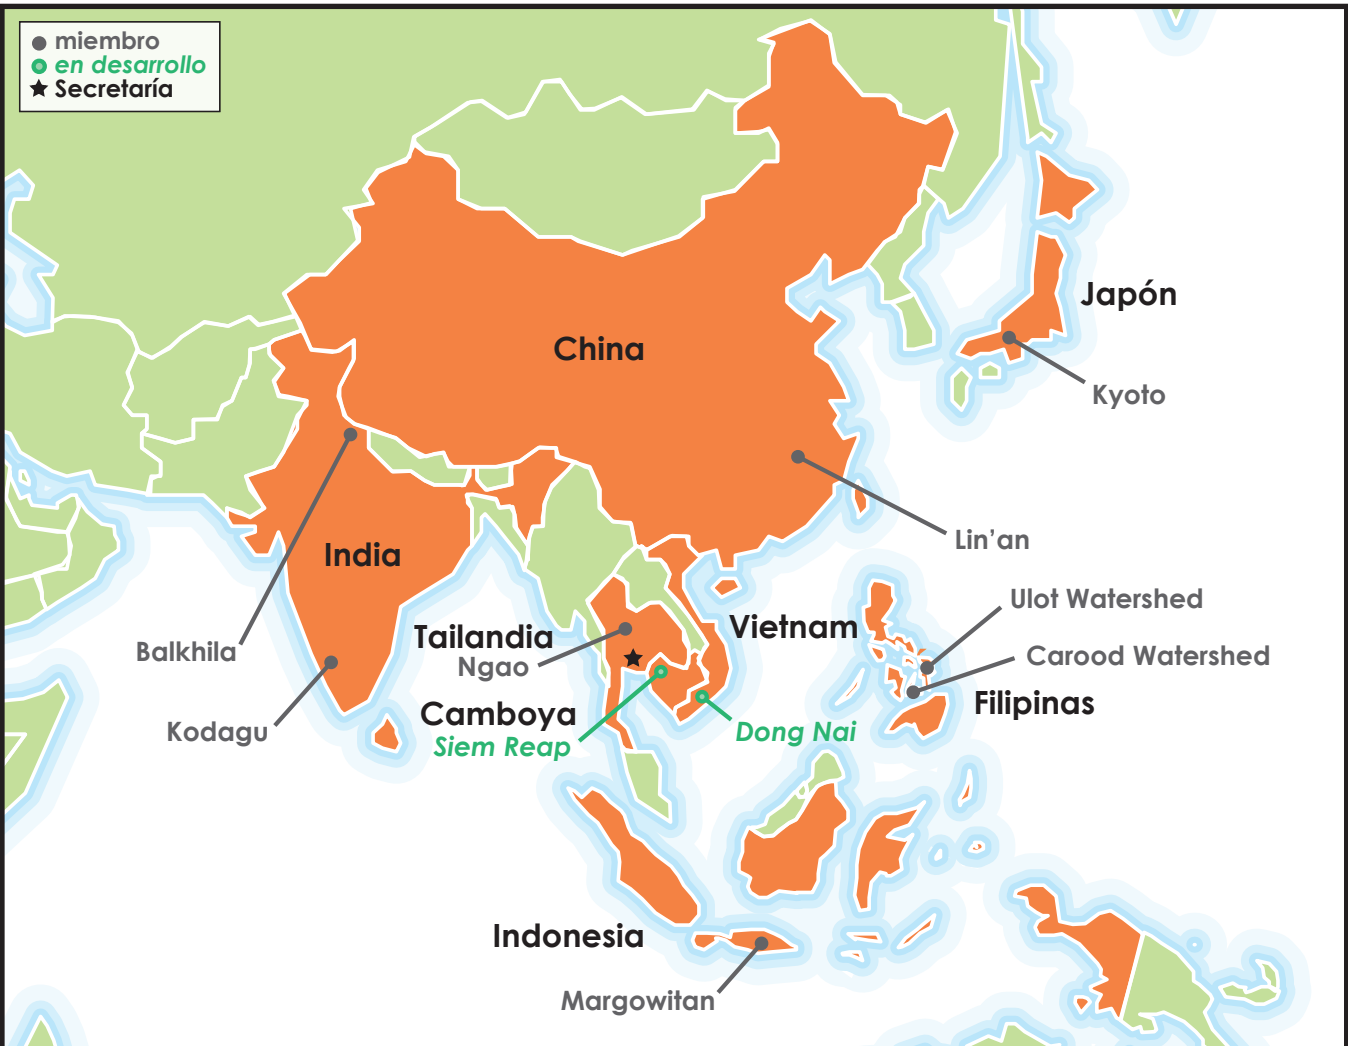 miembro
en desarrollo
Secretaría
Japón
China
Kyoto
Lin'an
India
Ulot Watershed
Vietnam
Tailandia
Balkhila
Carood Watershed
Ngao
Filipinas
Camboya
Kodagu
Dong Nai
Siem Reap
Indonesia
Margowitan